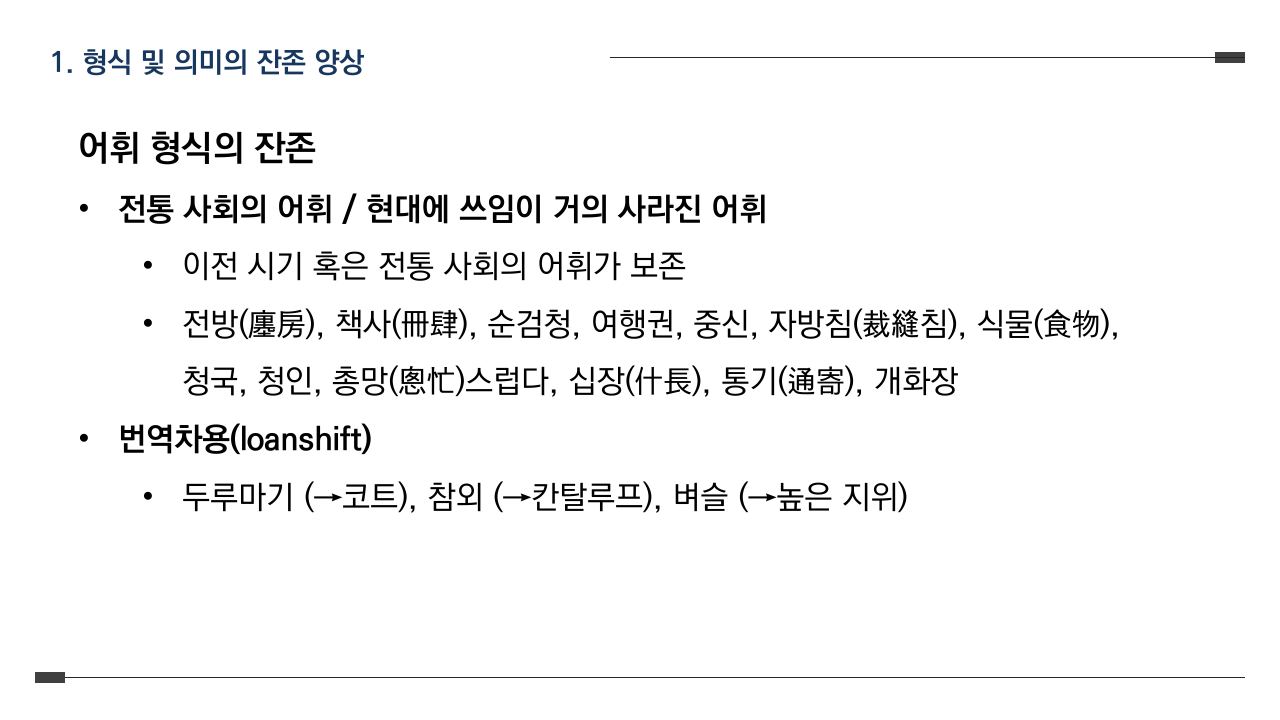 1. 형식 및 의미의 잔존 양상
어휘 형식의 잔존
• 전통 사회의 어휘 / 현대에 쓰임이 거의 사라진 어휘
• 이전 시기 혹은 전통 사회의 어휘가 보존
• 전방(廛房), 책사(冊肆), 순검청, 여행권, 중신, 자방침(裁縫침), 식물(食物),
청국, 청인, 총망(悤忙)스럽다, 십장(什長), 통기(通寄), 개화장
• 번역차용(loanshift)
• 두루마기 (→코트), 참외 (→칸탈루프), 벼슬 (→높은 지위)